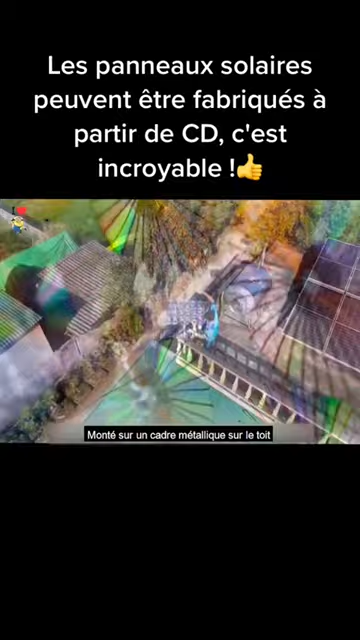 Les panneaux solaires
peuvent être fabriqués à
partir de CD, c'est
incroyable !👍
Monté sur un cadre métallique sur le toit